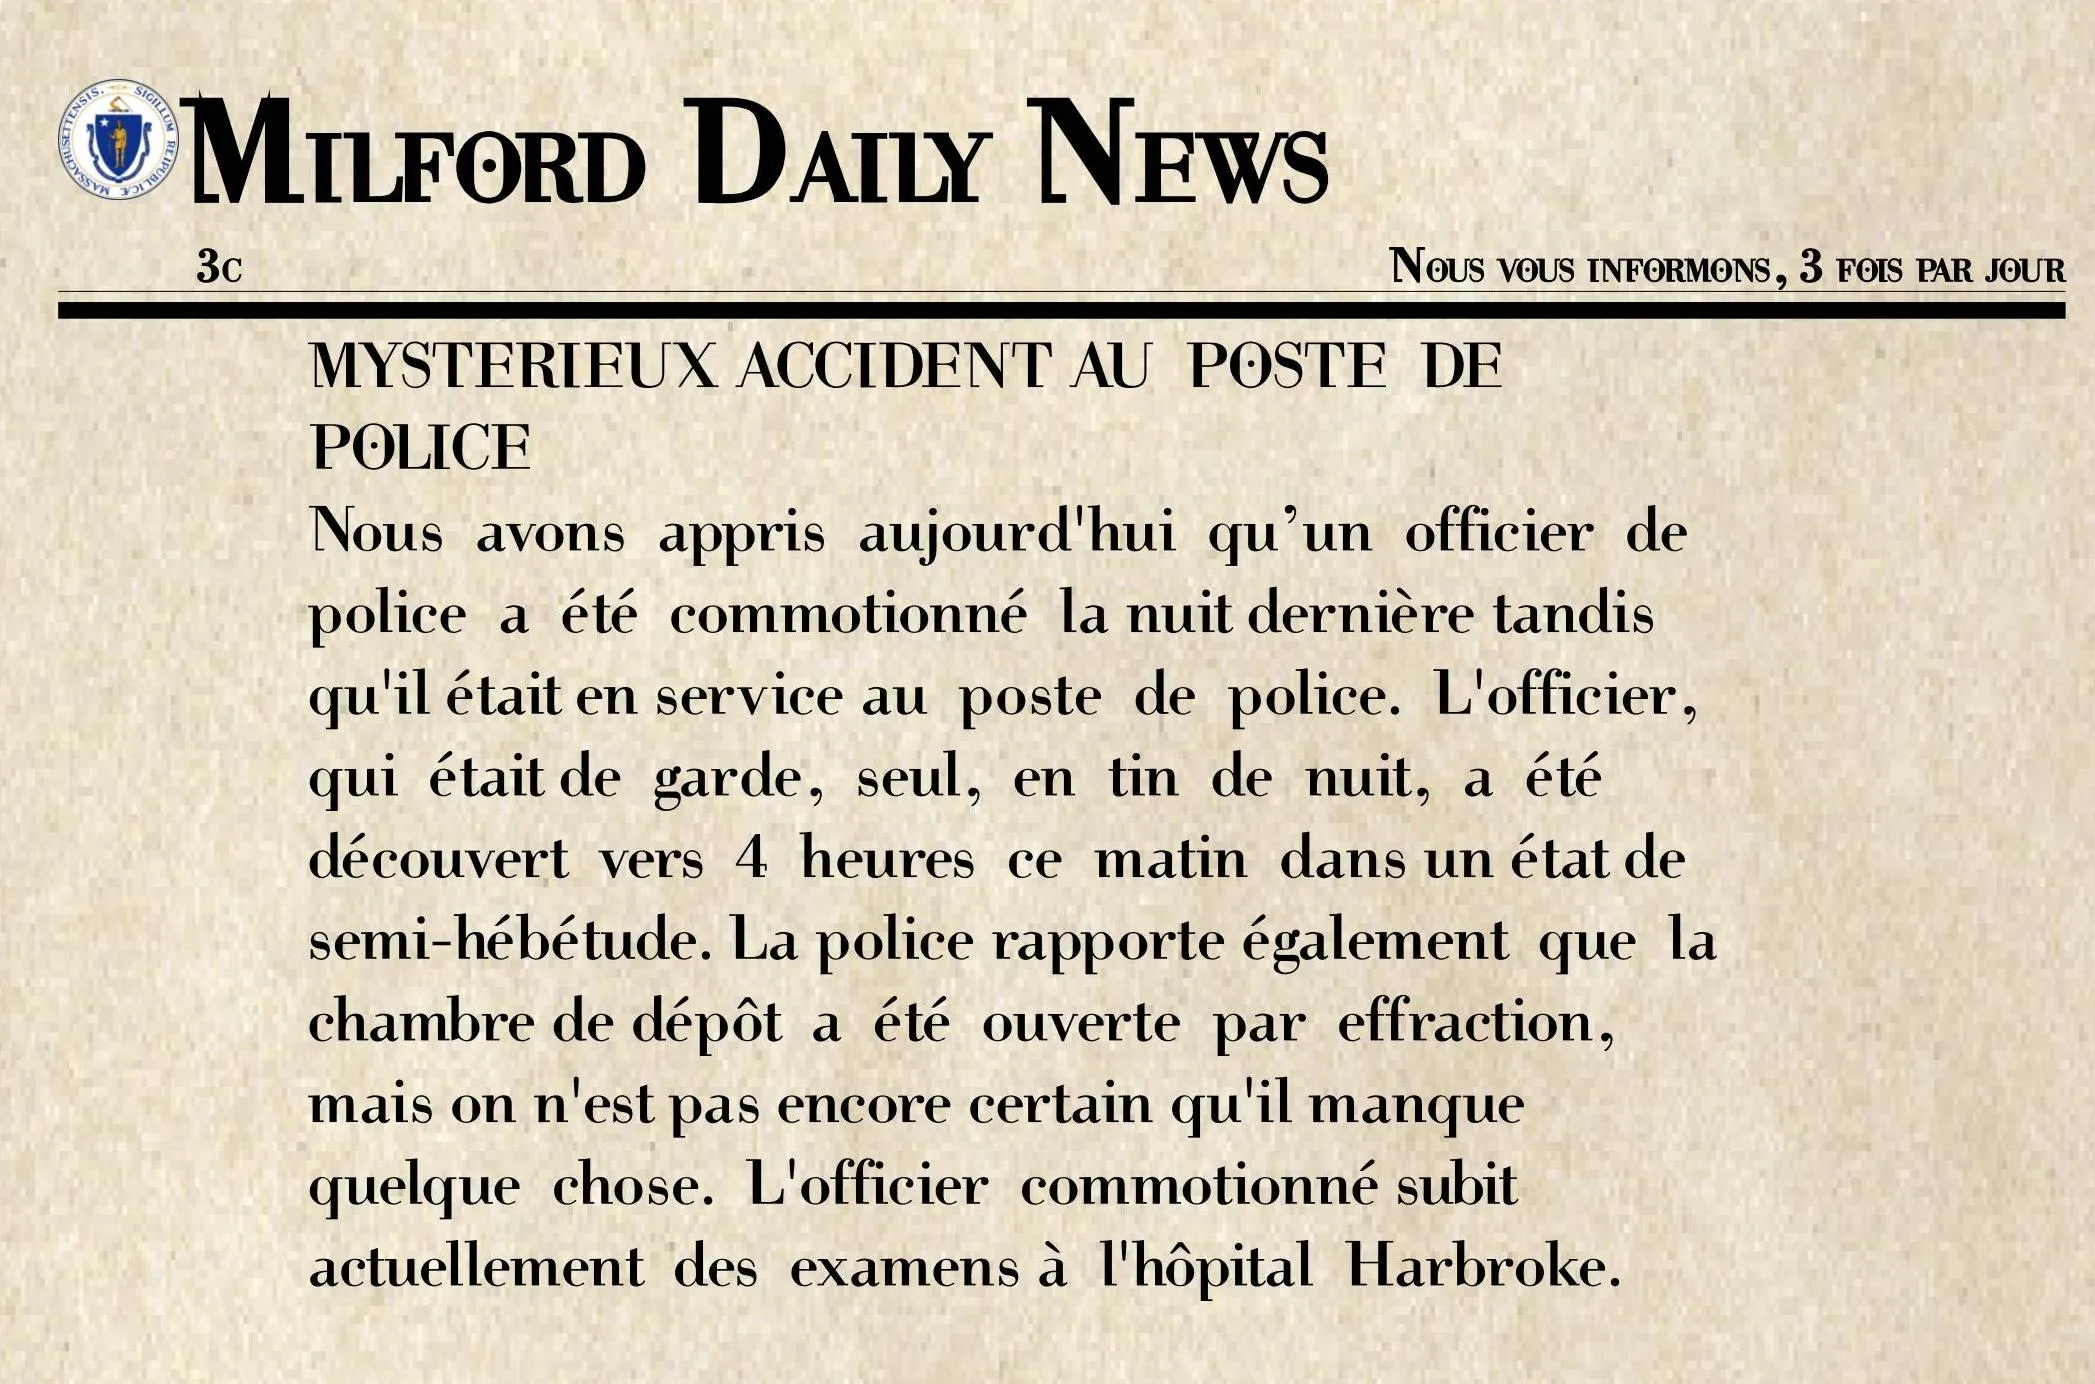 SIGILLUM REIPUBLICÆ MASSACHUSETTENSIS.
MILFORD DAILY NEWS
3C
NOUS VOUS INFORMONS, 3 FOIS PAR JOUR
MYSTERIEUX ACCIDENT AU POSTE DE
POLICE
Nous avons appris aujourd'hui qu’un officier de
police a été commotionné la nuit dernière tandis
qu'il était en service au poste de police. L'officier,
qui était de garde, seul, en tin de nuit, a été
découvert vers 4 heures ce matin dans un état de
semi-hébétude. La police rapporte également que la
chambre de dépôt a été ouverte par effraction,
mais on n'est pas encore certain qu'il manque
quelque chose. L'officier commotionné subit
actuellement des examens à l'hôpital Harbroke.